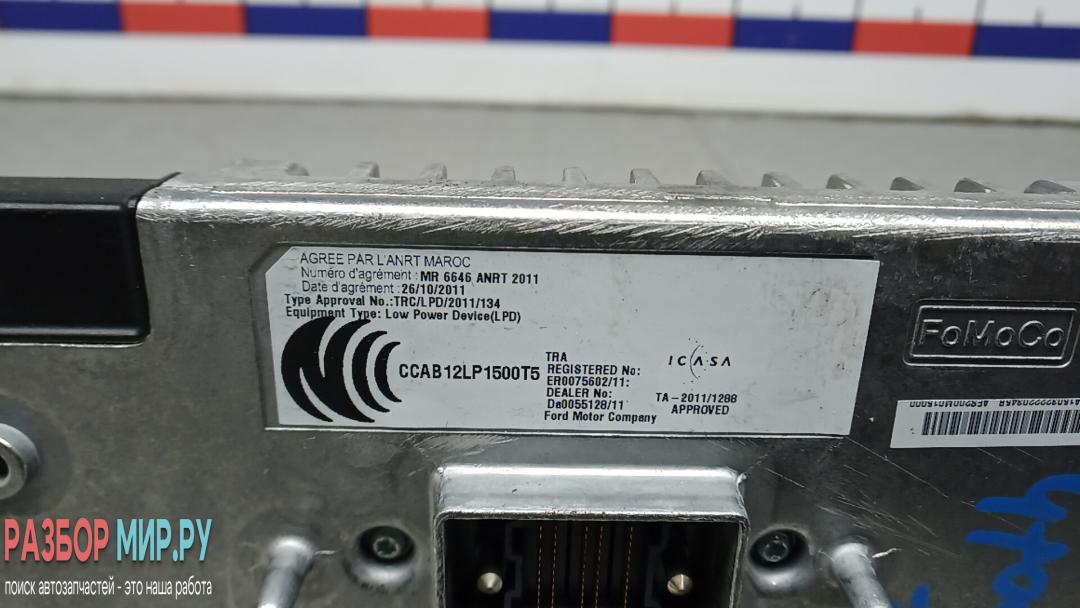 AGREE PAR L'ANRT MAROC
Numéro d'agrément : MR 6646 ANRT 2011
Date d'agrément : 26/10/2011
Type Approval No.:TRC/LPD/2011/134
Equipment Type: Low Power Device(LPD)
CCAB12LP1500T5
TRA
REGISTERED No:
ER0075602/11:
DEALER No:
Da0055128/11
Ford Motor Company
ICASA
TA-2011/1288
APPROVED
FoMoCo
РАЗБОР МИР.РУ
поиск автозапчастей - это наша работа